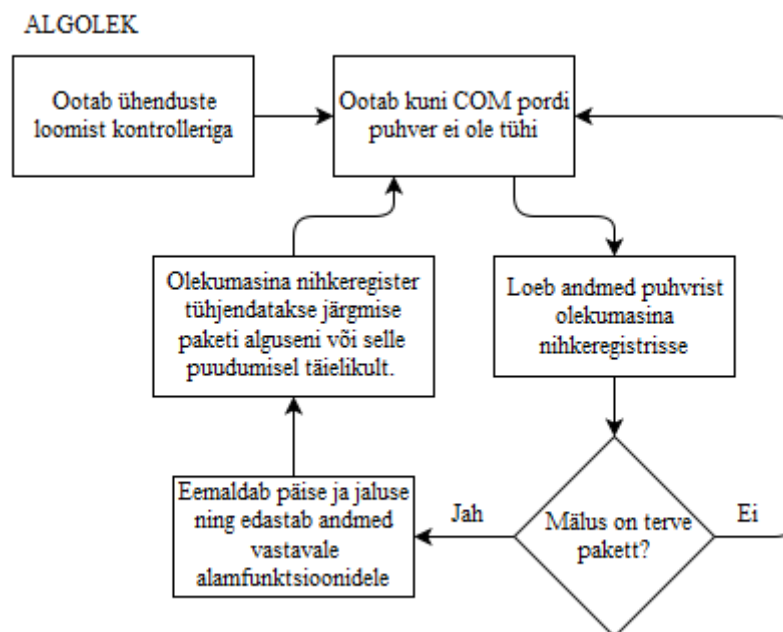 ALGOLEK
Ootab ühenduste
loomist kontrolleriga
Ootab kuni COM pordi
puhver ei ole tühi
Olekumasina nihkeregister
tühjendatakse järgmise
paketi alguseni või selle
puudumisel täielikult.
Loeb andmed puhvrist
olekumasina
nihkeregistrisse
Eemaldab päise ja jaluse
ning edastab andmed
vastavale
alamfunktsioonidele
Jah
Mälus on terve
pakett?
Ei